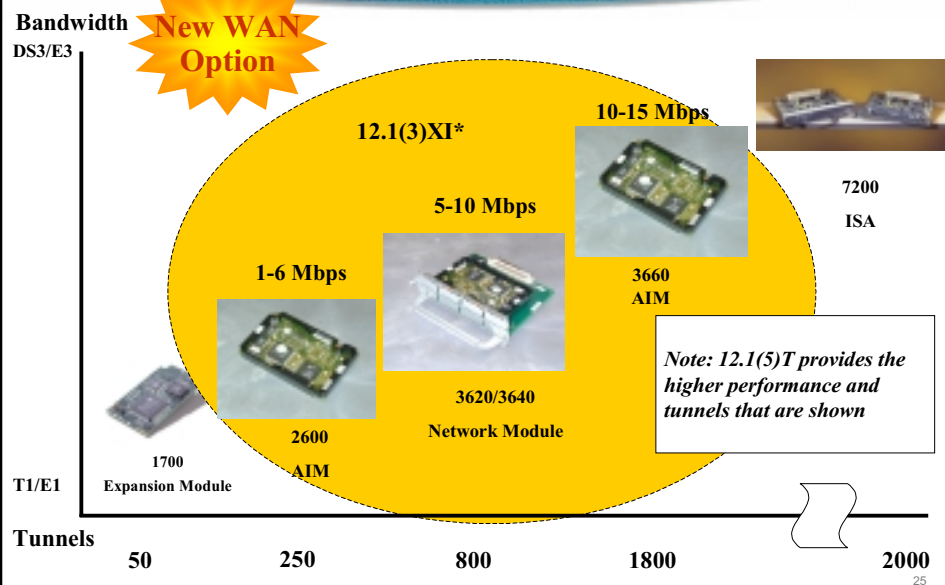 Bandwidth
DS3/E3
New WAN
Option
12.1(3)XI*
10-15 Mbps
7200
ISA
5-10 Mbps
3660
AIM
1-6 Mbps
Note: 12.1(5)T provides the
higher performance and
tunnels that are shown
3620/3640
Network Module
2600
AIM
1700
Expansion Module
T1/E1
Tunnels
50
250
800
1800
2000
25